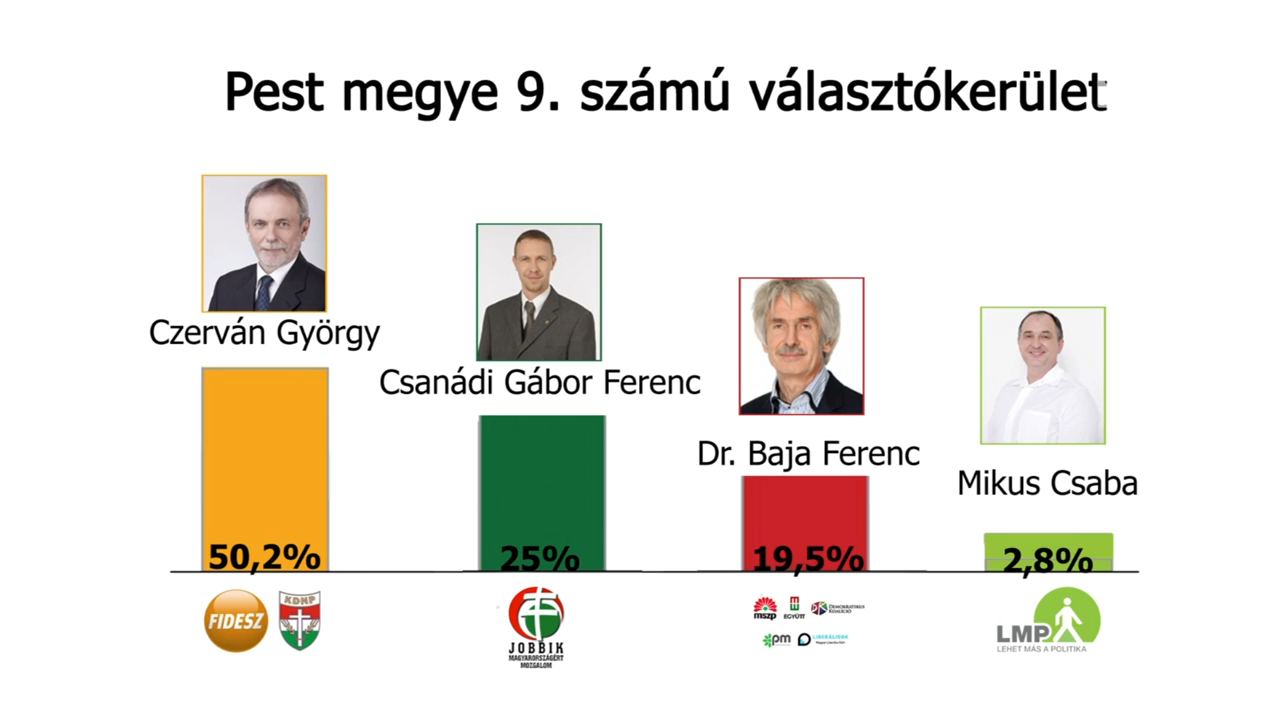 Pest megye 9. számú választókerület
Czerván György
Csanádi Gábor Ferenc
Dr. Baja Ferenc
Mikus Csaba
50,2%
25%
19,5%
2,8%
FIDESZ
KDNP
JOBBIK
MAGYARORSZÁGÉRT
MOZGALOM
mszp
EGYÜTT
DEMOKRATIKUS
KOALÍCIÓ
pm
LIBERÁLISOK
LMP
LEHET MÁS A POLITIKA